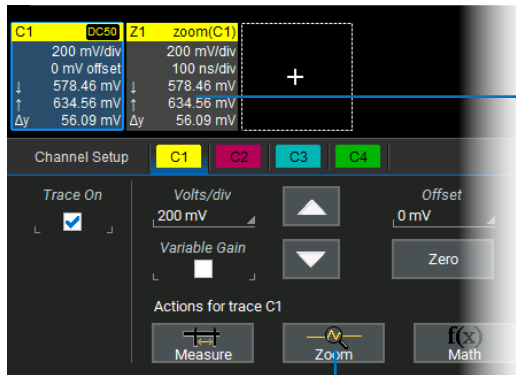 C1 DC50 Z1 zoom(C1)
200 mV/div 200 mV/div
0 mV offset 100 ns/div
↓ 578.46 mV ↓ 578.46 mV
↑ 634.56 mV ↑ 634.56 mV
Δy 56.09 mV Δy 56.09 mV
+
Channel Setup C1 C2 C3 C4
Trace On Volts/div Offset
200 mV 0 mV
Variable Gain Zero
Actions for trace C1
f(x)
Measure Zoom Math